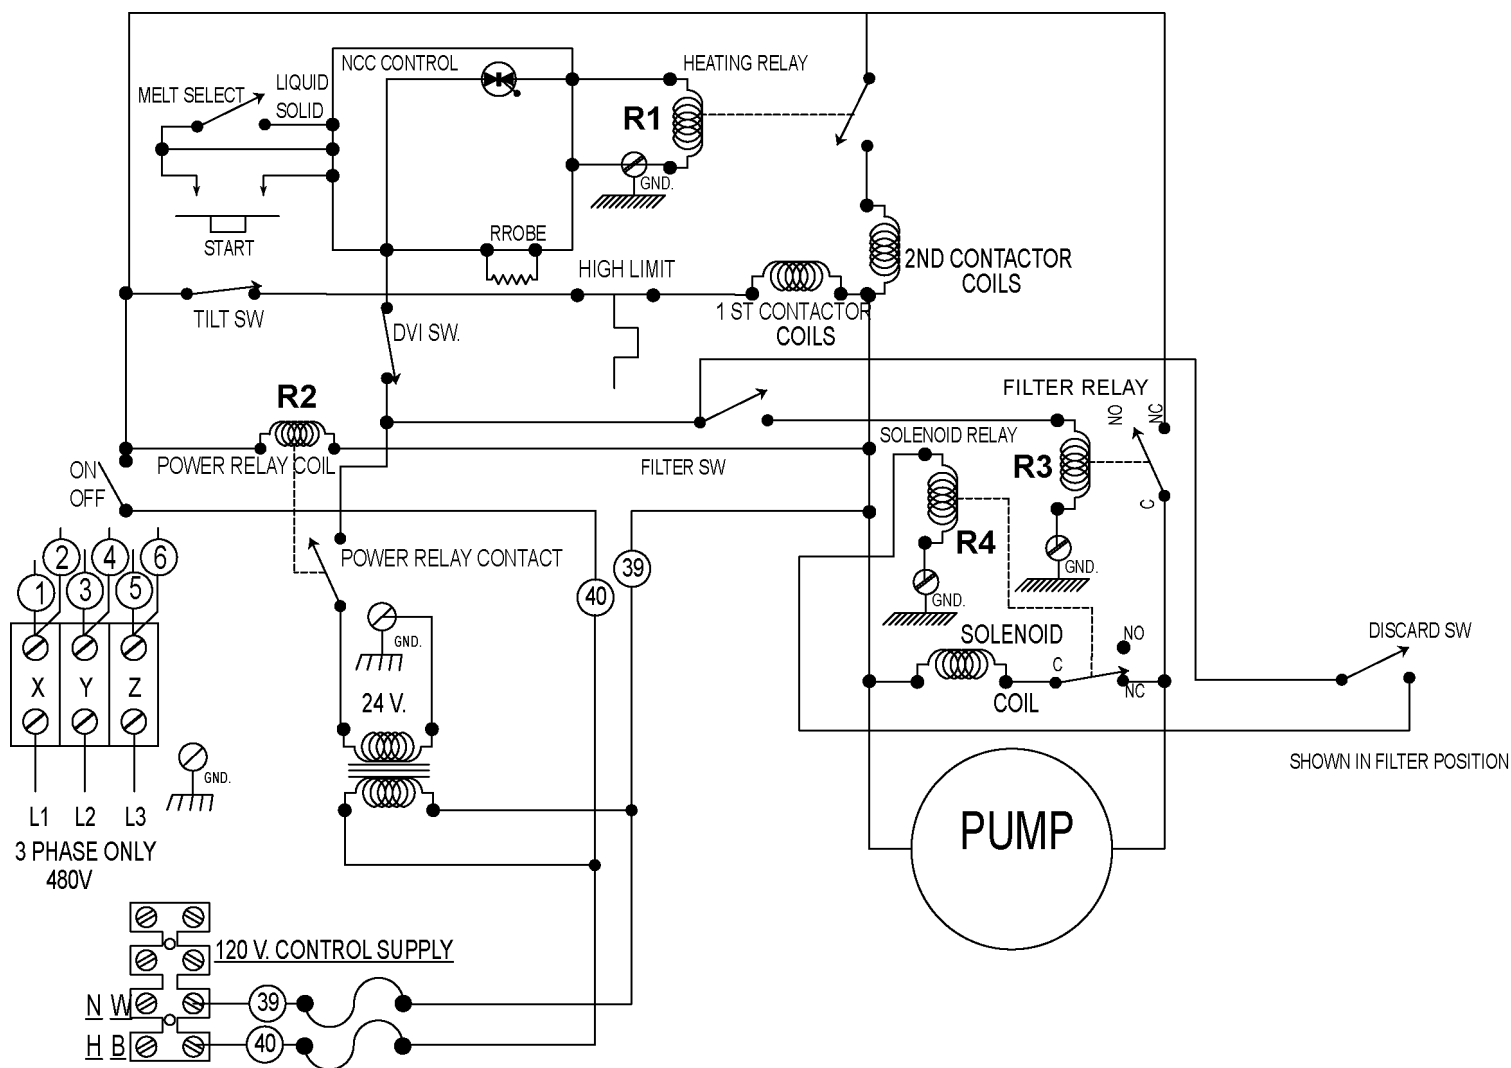 NCC CONTROL
HEATING RELAY
LIQUID
MELT SELECT
SOLID
R1
GND.
START
RROBE
HIGH LIMIT
2ND CONTACTOR
COILS
TILT SW
1 ST CONTACTOR
COILS
DVI SW.
R2
FILTER RELAY
NO
NC
SOLENOID RELAY
POWER RELAY COIL
FILTER SW
R3
ON
OFF
C
R4
POWER RELAY CONTACT
39
40
GND.
GND.
2
4
6
1
3
5
X
Y
Z
GND.
24 V.
SOLENOID
NO
C
NC
COIL
DISCARD SW
SHOWN IN FILTER POSITION
GND.
L1
L2
L3
3 PHASE ONLY
480V
PUMP
120 V. CONTROL SUPPLY
N W
39
H B
40